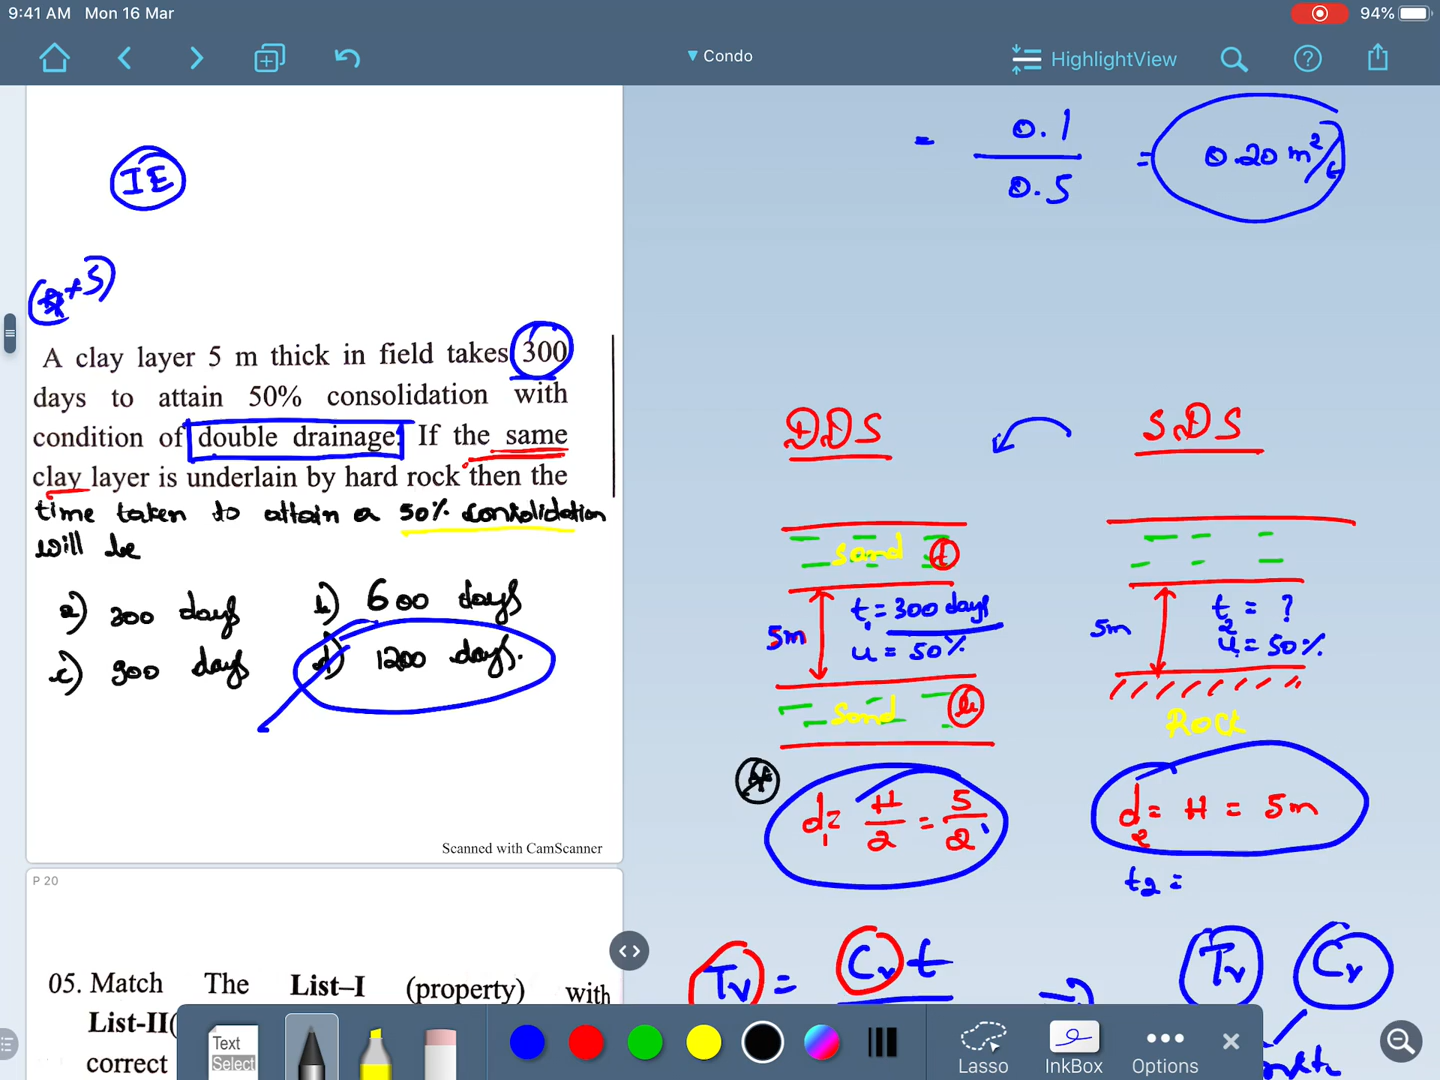 9:41 AM Mon 16 Mar
94%
Condo
HighlightView
= 0.1 / 0.5 = 0.20 m²/t
IE
A clay layer 5 m thick in field takes 300
days to attain 50% consolidation with
condition of double drainage. If the same
clay layer is underlain by hard rock then the
time taken to attain a 50% consolidation
will be
a) 300 days b) 600 days
c) 900 days d) 1200 days.
Scanned with CamScanner
DDS
SDS
Sand t
5m
t₁ = 300 days
u = 50%
Sand b
5m
t₂ = ?
u = 50%
Rock
d₁ = H/2 = 5/2
d₂ = H = 5m
t₂ =
Tv = Cv t
Tv Cv
P 20
05. Match The List–I (property) with
List–II(
correct
Text
Select
Lasso
InkBox
Options